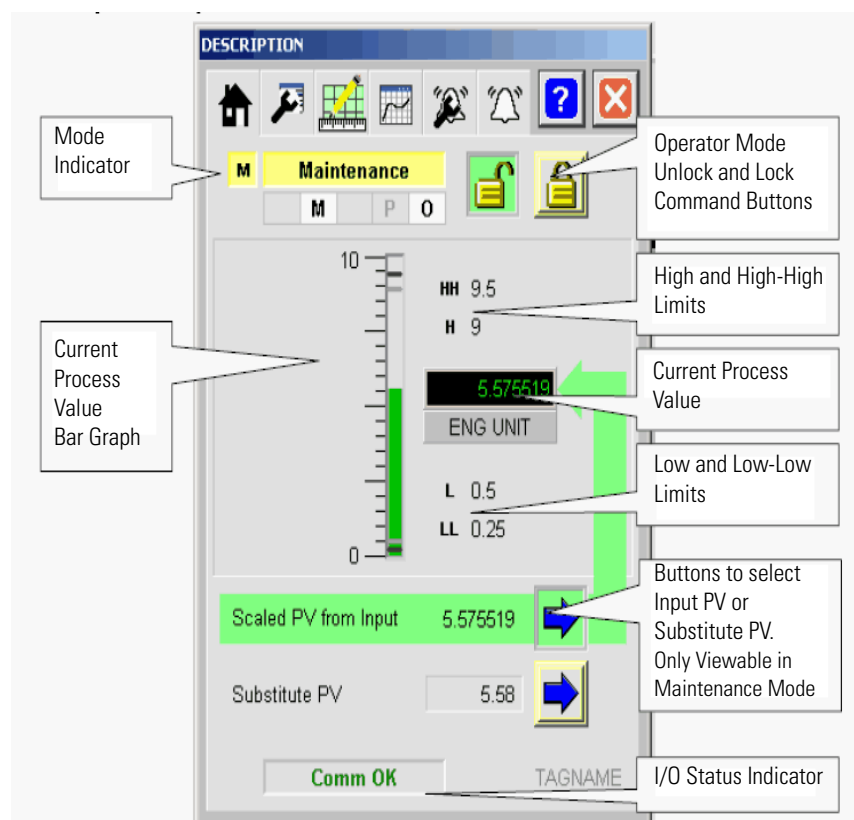 DESCRIPTION
?
Mode
Indicator
M Maintenance
M P O
Operator Mode
Unlock and Lock
Command Buttons
10
HH 9.5
H 9
High and High-High
Limits
Current
Process
Value
Bar Graph
5.575519
ENG UNIT
Current Process
Value
L 0.5
LL 0.25
0
Low and Low-Low
Limits
Scaled PV from Input 5.575519
Buttons to select
Input PV or
Substitute PV.
Only Viewable in
Maintenance Mode
Substitute PV 5.58
Comm OK TAGNAME
I/O Status Indicator